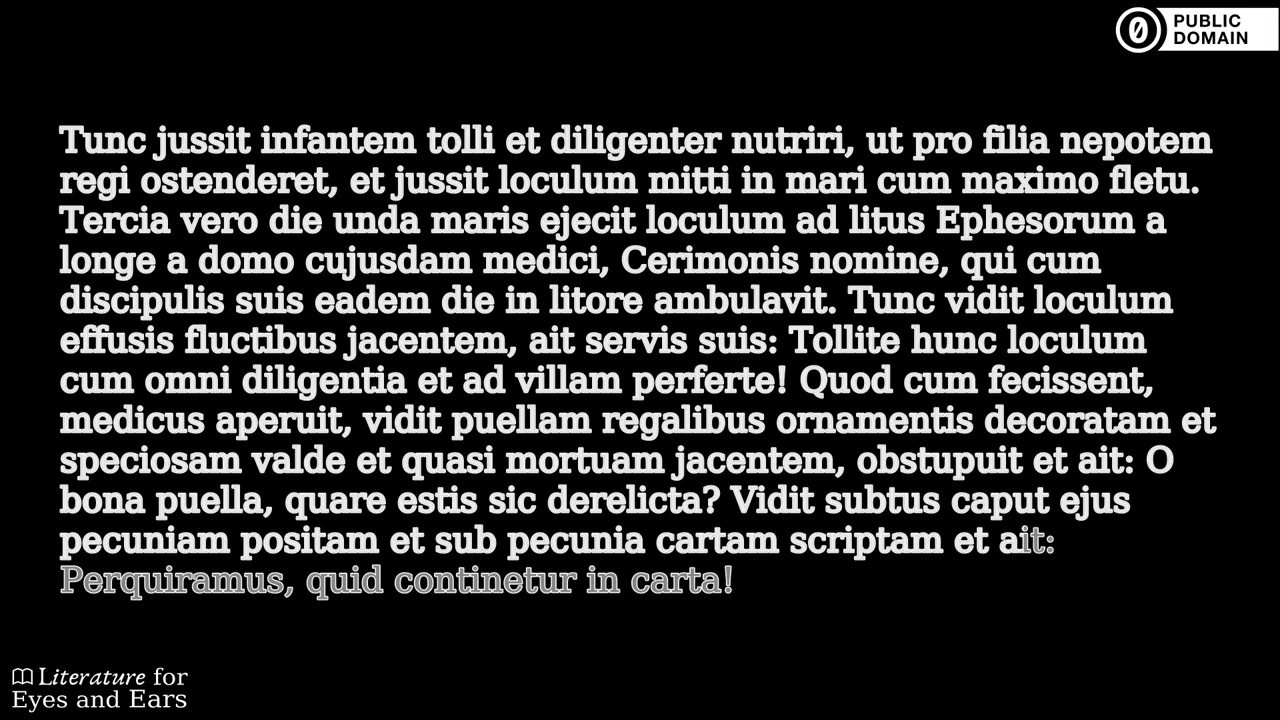 PUBLIC
DOMAIN
Tunc jussit infantem tolli et diligenter nutriri, ut pro filia nepotem
regi ostenderet, et jussit loculum mitti in mari cum maximo fletu.
Tercia vero die unda maris ejecit loculum ad litus Ephesorum a
longe a domo cujusdam medici, Cerimonis nomine, qui cum
discipulis suis eadem die in litore ambulavit. Tunc vidit loculum
effusis fluctibus jacentem, ait servis suis: Tollite hunc loculum
cum omni diligentia et ad villam perferte! Quod cum fecissent,
medicus aperuit, vidit puellam regalibus ornamentis decoratam et
speciosam valde et quasi mortuam jacentem, obstupuit et ait: O
bona puella, quare estis sic derelicta? Vidit subtus caput ejus
pecuniam positam et sub pecunia cartam scriptam et ait:
Perquiramus, quid continetur in carta!
Literature for
Eyes and Ears